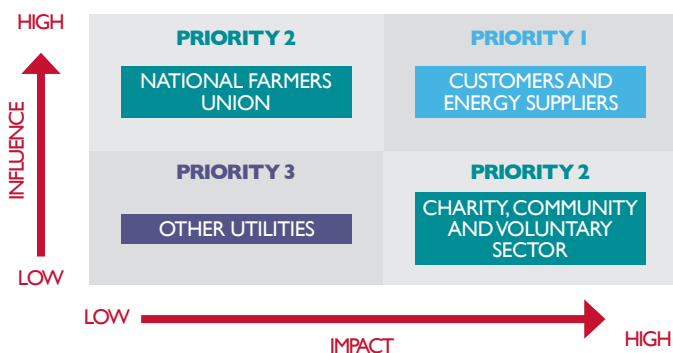 HIGH
PRIORITY 2
PRIORITY 1
NATIONAL FARMERS
UNION
CUSTOMERS AND
ENERGY SUPPLIERS
INFLUENCE
PRIORITY 3
PRIORITY 2
OTHER UTILITIES
CHARITY, COMMUNITY
AND VOLUNTARY
SECTOR
LOW
LOW
IMPACT
HIGH